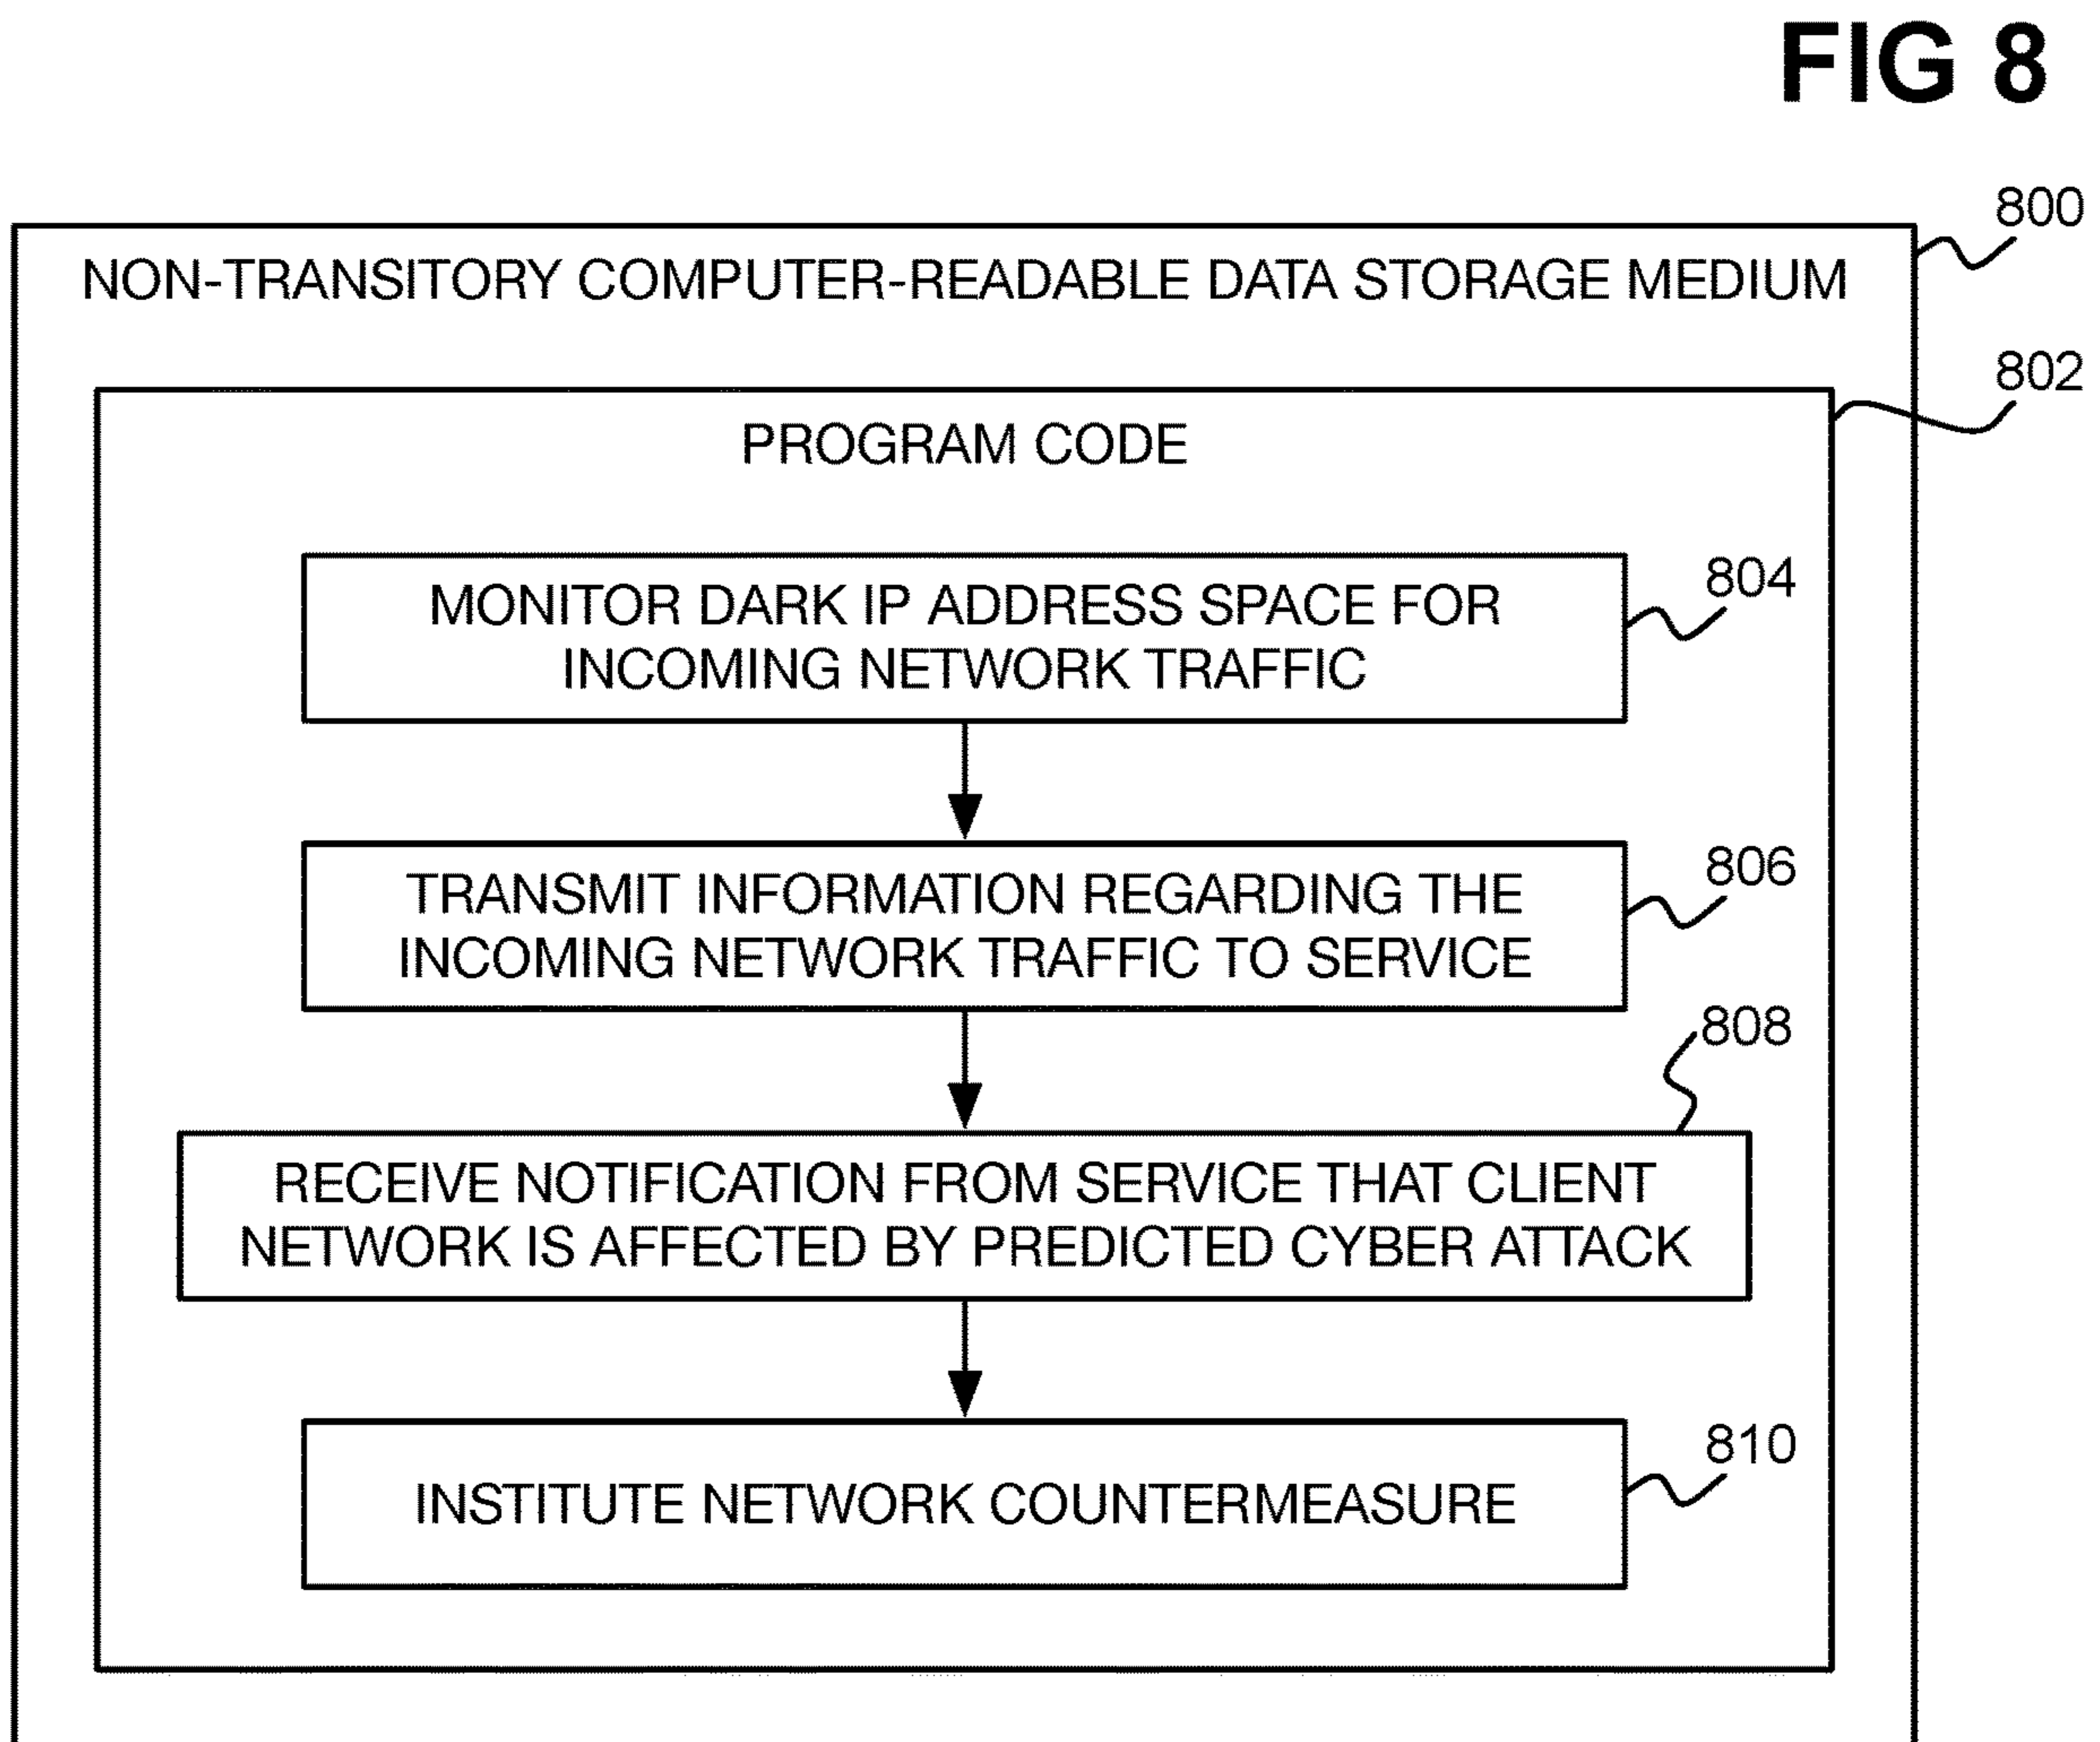 FIG 8
800
NON-TRANSITORY COMPUTER-READABLE DATA STORAGE MEDIUM
802
PROGRAM CODE
804
MONITOR DARK IP ADDRESS SPACE FOR
INCOMING NETWORK TRAFFIC
806
TRANSMIT INFORMATION REGARDING THE
INCOMING NETWORK TRAFFIC TO SERVICE
808
RECEIVE NOTIFICATION FROM SERVICE THAT CLIENT
NETWORK IS AFFECTED BY PREDICTED CYBER ATTACK
810
INSTITUTE NETWORK COUNTERMEASURE